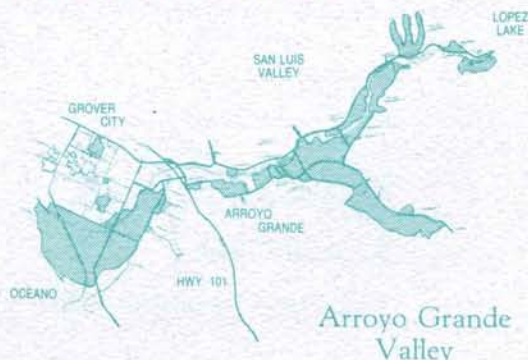 LOPEZ
LAKE
SAN LUIS
VALLEY
GROVER
CITY
ARROYO
GRANDE
HWY 101
OCEANO
Arroyo Grande
Valley